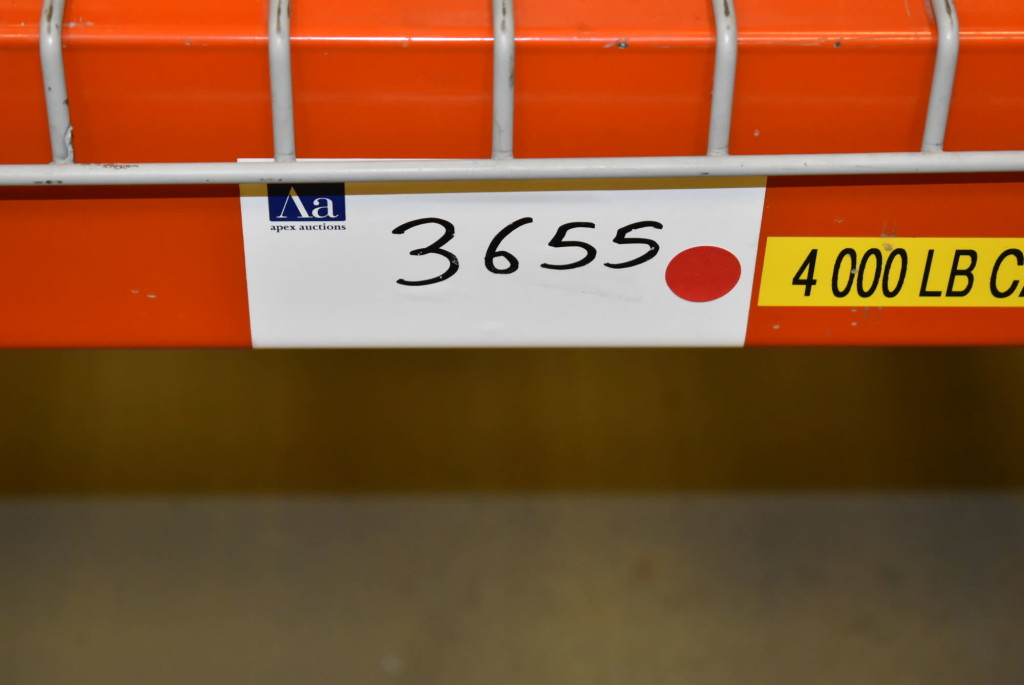 Aa
apex auctions
3655
4 000 LB